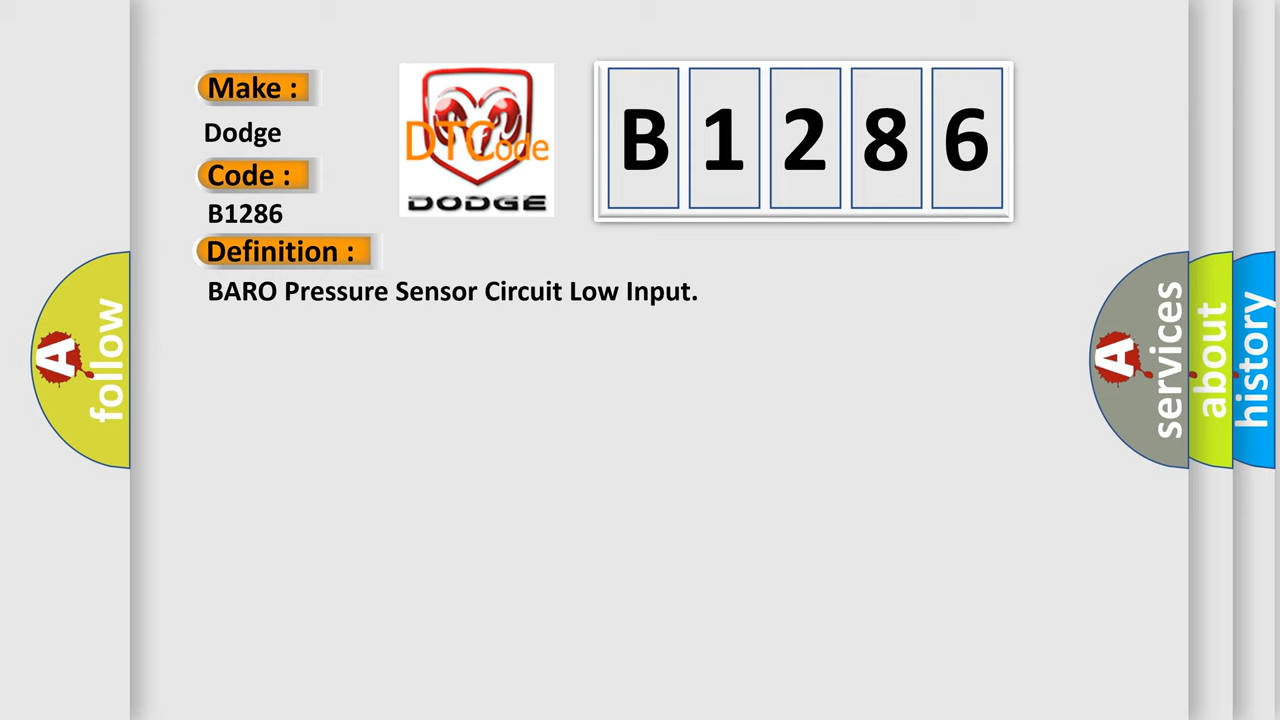 Make :
Dodge
Code :
B1286
Definition :
BARO Pressure Sensor Circuit Low Input.
DTCode
DODGE
B 1 2 8 6
A follow
A services
about
history